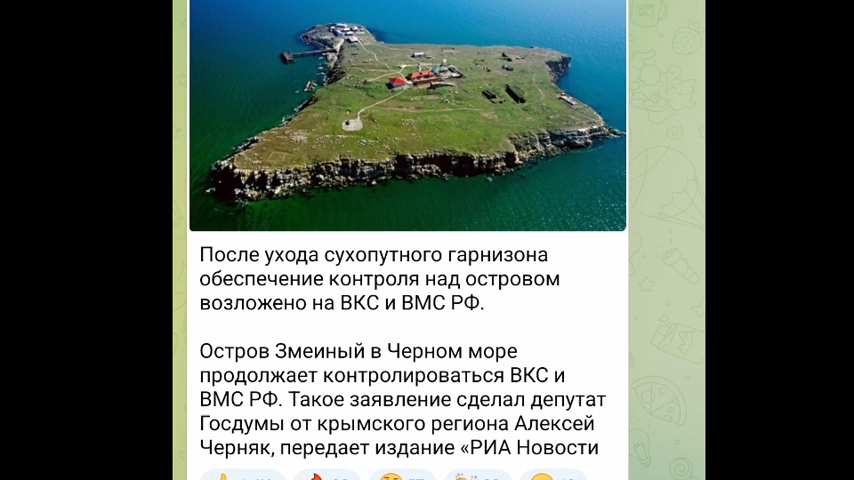 После ухода сухопутного гарнизона
обеспечение контроля над островом
возложено на ВКС и ВМС РФ.
Остров Змеиный в Черном море
продолжает контролироваться ВКС и
ВМС РФ. Такое заявление сделал депутат
Госдумы от крымского региона Алексей
Черняк, передает издание «РИА Новости